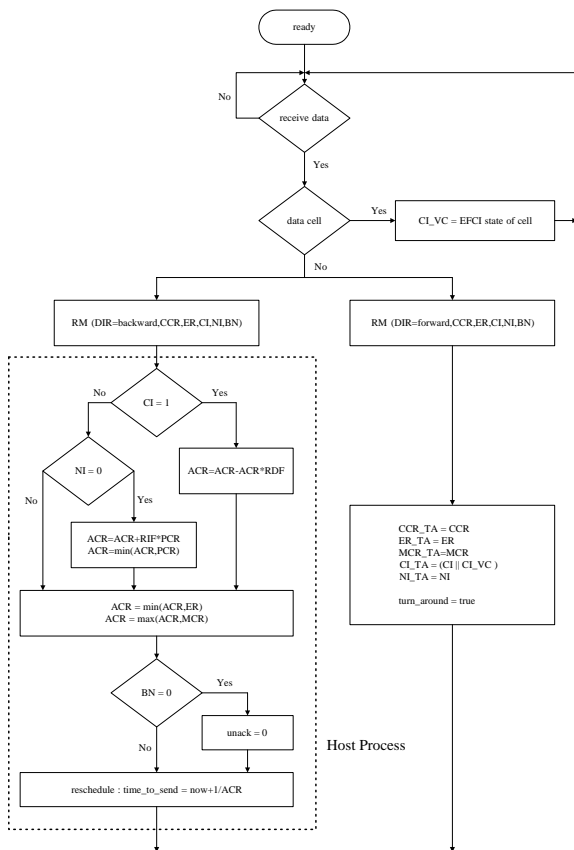 ready
No
receive data
Yes
data cell
Yes
CI_VC = EFCI state of cell
No
RM (DIR=backward,CCR,ER,CI,NI,BN)
RM (DIR=forward,CCR,ER,CI,NI,BN)
No
CI = 1
Yes
NI = 0
ACR=ACR-ACR*RDF
No
Yes
ACR=ACR+RIF*PCR
ACR=min(ACR,PCR)
CCR_TA = CCR
ER_TA = ER
MCR_TA=MCR
CI_TA = (CI || CI_VC )
NI_TA = NI
turn_around = true
ACR = min(ACR,ER)
ACR = max(ACR,MCR)
BN = 0
Yes
unack = 0
No
Host Process
reschedule : time_to_send = now+1/ACR